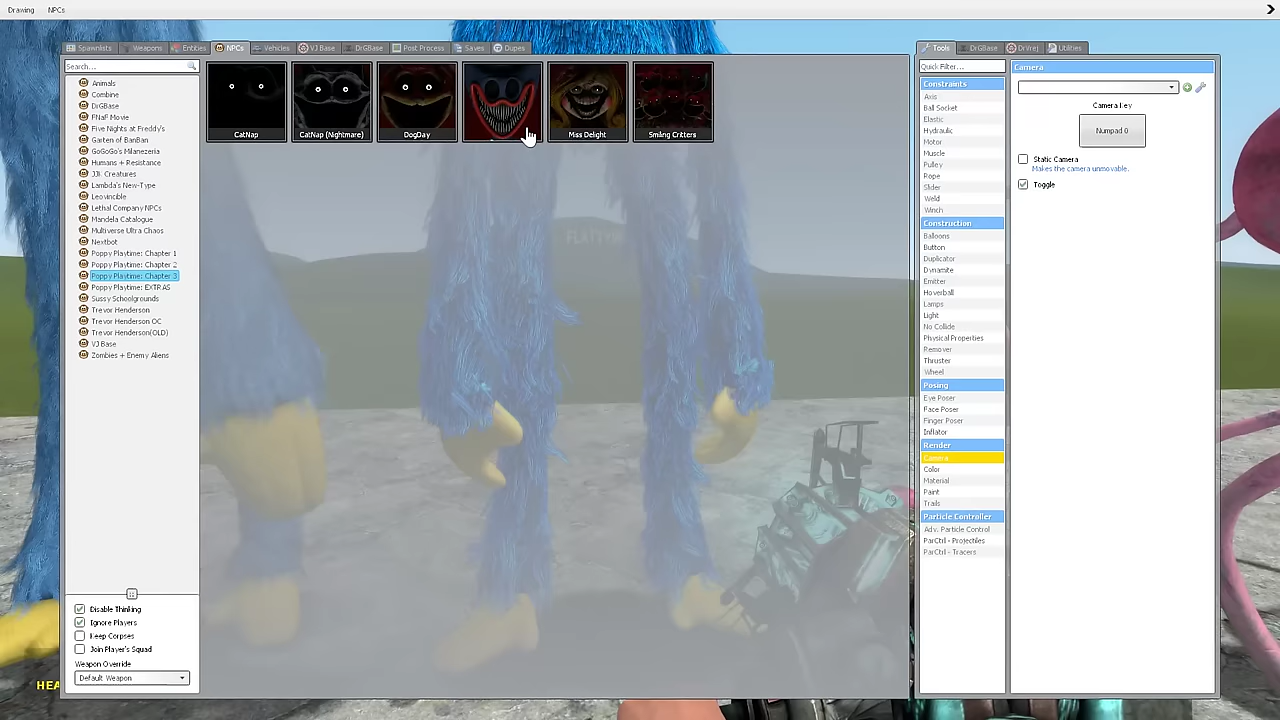 Drawing NPCs
Spawnlists Weapons Entities NPCs Vehicles VJ Base DrGBase Post Process Saves Dupes
Search...
Animals
Combine
DrGBase
FNaF Movie
Five Nights at Freddy's
Garten of BanBan
GoGoGo's Milanezeria
Humans + Resistance
JJi. Creatures
Lambda's New-Type
Leovincible
Lethal Company NPCs
Mandela Catalogue
Multiverse Ultra Chaos
Nextbot
Poppy Playtime: Chapter 1
Poppy Playtime: Chapter 2
Poppy Playtime: Chapter 3
Poppy Playtime: EXTRAS
Sussy Schoolgrounds
Trevor Henderson
Trevor Henderson OC
Trevor Henderson(OLD)
VJ Base
Zombies + Enemy Aliens
Disable Thinking
Ignore Players
Keep Corpses
Join Player's Squad
Weapon Override
Default Weapon
HEA
CatNap
CatNap (Nightmare)
DogDay
Miss Delight
Smiling Critters
Tools DrGBase DrVrej Utilities
Quick Filter...
Constraints
Axis
Ball Socket
Elastic
Hydraulic
Motor
Muscle
Pulley
Rope
Slider
Weld
Winch
Construction
Balloons
Button
Duplicator
Dynamite
Emitter
Hoverball
Lamps
Light
No Collide
Physical Properties
Remover
Thruster
Wheel
Posing
Eye Poser
Face Poser
Finger Poser
Inflator
Render
Camera
Color
Material
Paint
Trails
Particle Controller
Adv. Particle Control
ParCtrl - Projectiles
ParCtrl - Tracers
Camera
Camera Key
Numpad 0
Static Camera
Makes the camera unmovable.
Toggle